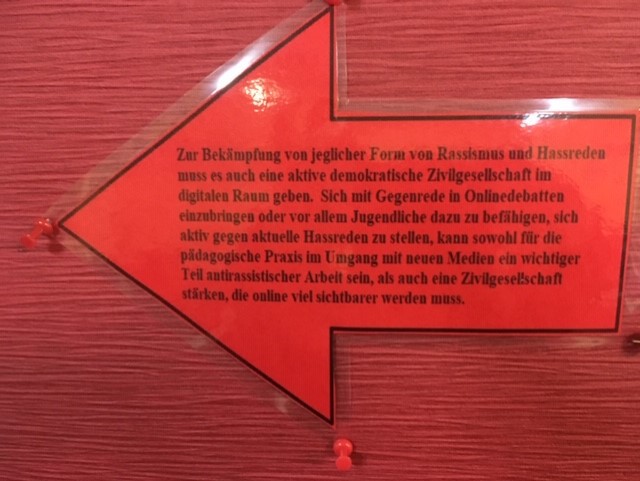 Zur Bekämpfung von jeglicher Form von Rassismus und Hassreden
muss es auch eine aktive demokratische Zivilgesellschaft im
digitalen Raum geben. Sich mit Gegenrede in Onlinedebatten
einzubringen oder vor allem Jugendliche dazu zu befähigen, sich
aktiv gegen aktuelle Hassreden zu stellen, kann sowohl für die
pädagogische Praxis im Umgang mit neuen Medien ein wichtiger
Teil antirassistischer Arbeit sein, als auch eine Zivilgesellschaft
stärken, die online viel sichtbarer werden muss.